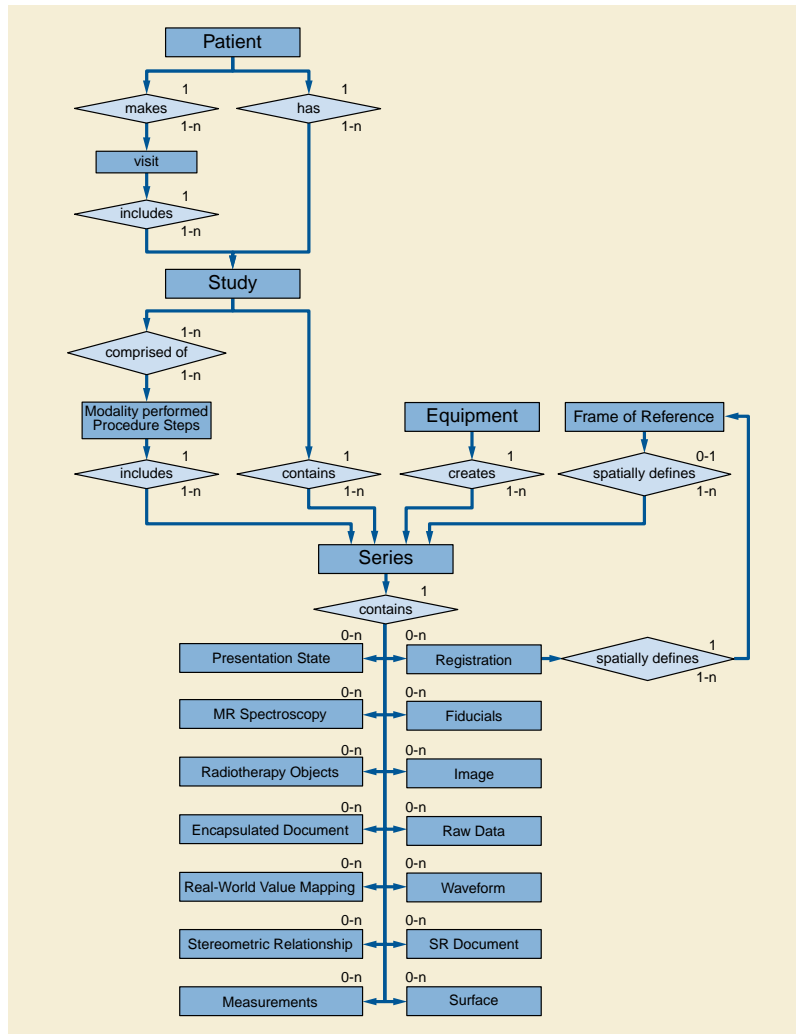 Patient
1
1
makes
has
1-n
1-n
visit
1
includes
1-n
Study
1-n
comprised of
1-n
Modality performed
Procedure Steps
Equipment
Frame of Reference
1
1
1
0-1
includes
contains
creates
spatially defines
1-n
1-n
1-n
1-n
Series
1
contains
0-n
0-n
1
Presentation State
Registration
spatially defines
1-n
0-n
0-n
MR Spectroscopy
Fiducials
0-n
0-n
Radiotherapy Objects
Image
0-n
0-n
Encapsulated Document
Raw Data
0-n
0-n
Real-World Value Mapping
Waveform
0-n
0-n
Stereometric Relationship
SR Document
0-n
0-n
Measurements
Surface